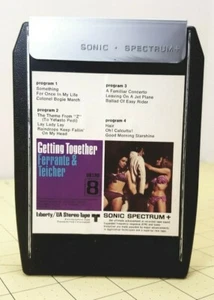 SONIC • SPECTRUM+
program 1
Something
For Once In My Life
Colonel Bogie March
program 2
The Theme From "Z"
(To Yelasto Pedi)
Lay Lady Lay
Raindrops Keep Fallin'
On My Head
program 3
A Familiar Concerto
Leaving On A Jet Plane
Ballad Of Easy Rider
program 4
Hair
Oh! Calcutta!
Good Morning Starshine
Getting Together
Ferrante &
Teicher
8
Liberty/UA Stereo-Tape
SONIC SPECTRUM+